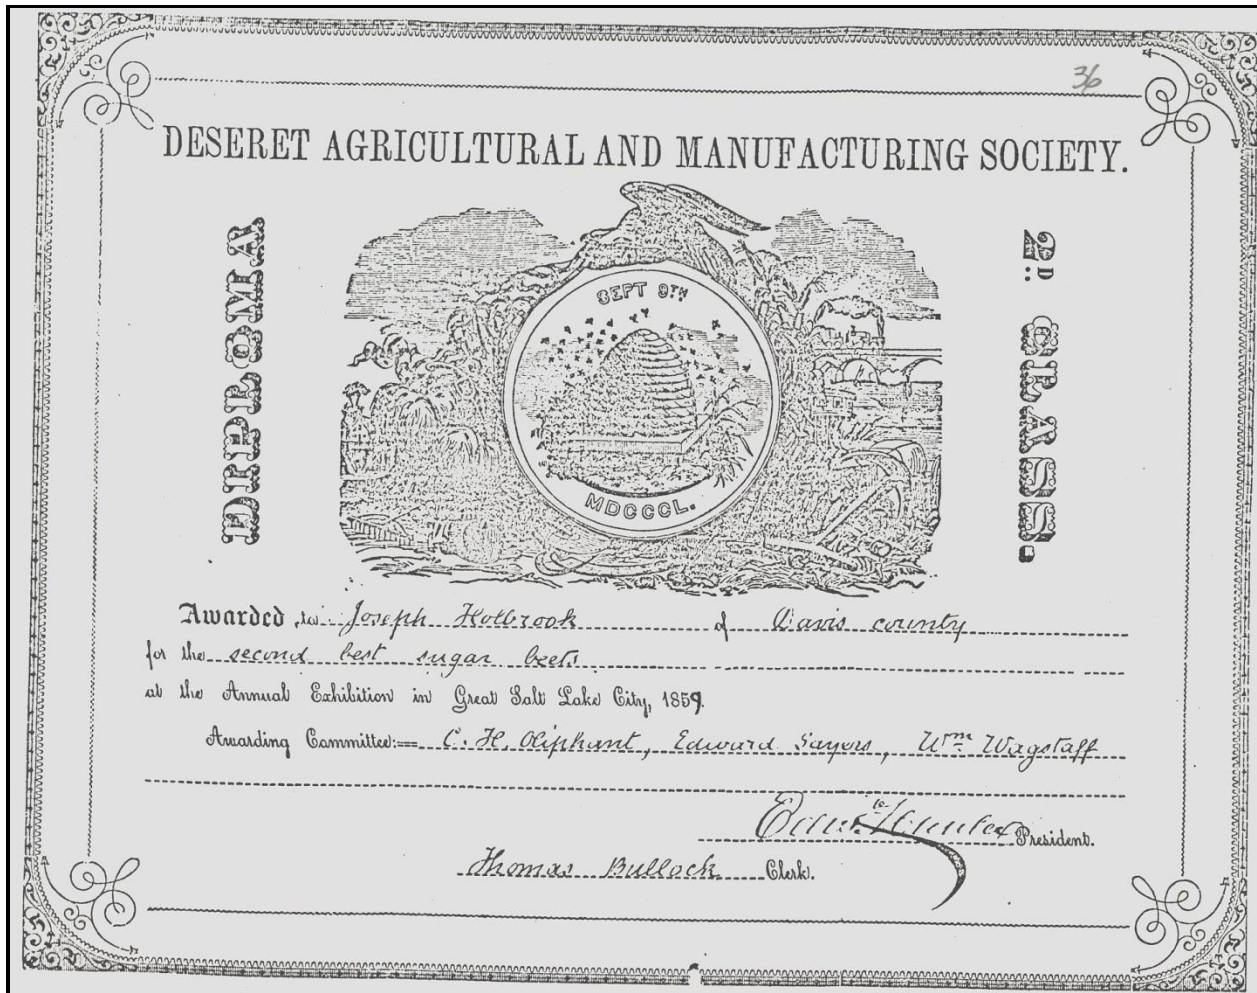 36
DESERET AGRICULTURAL AND MANUFACTURING SOCIETY.
DIPLOMA
SEPT 9TH
MDCCCL.
2.D CLASS.
Awarded to Joseph Holbrook of Davis county
for the second best sugar beets
at the Annual Exhibition in Great Salt Lake City, 1859.
Awarding Committee:== C. H. Oliphant, Edward Sayers, Wm Wagstaff
Edwd Hunter President.
Thomas Bullock Clerk.